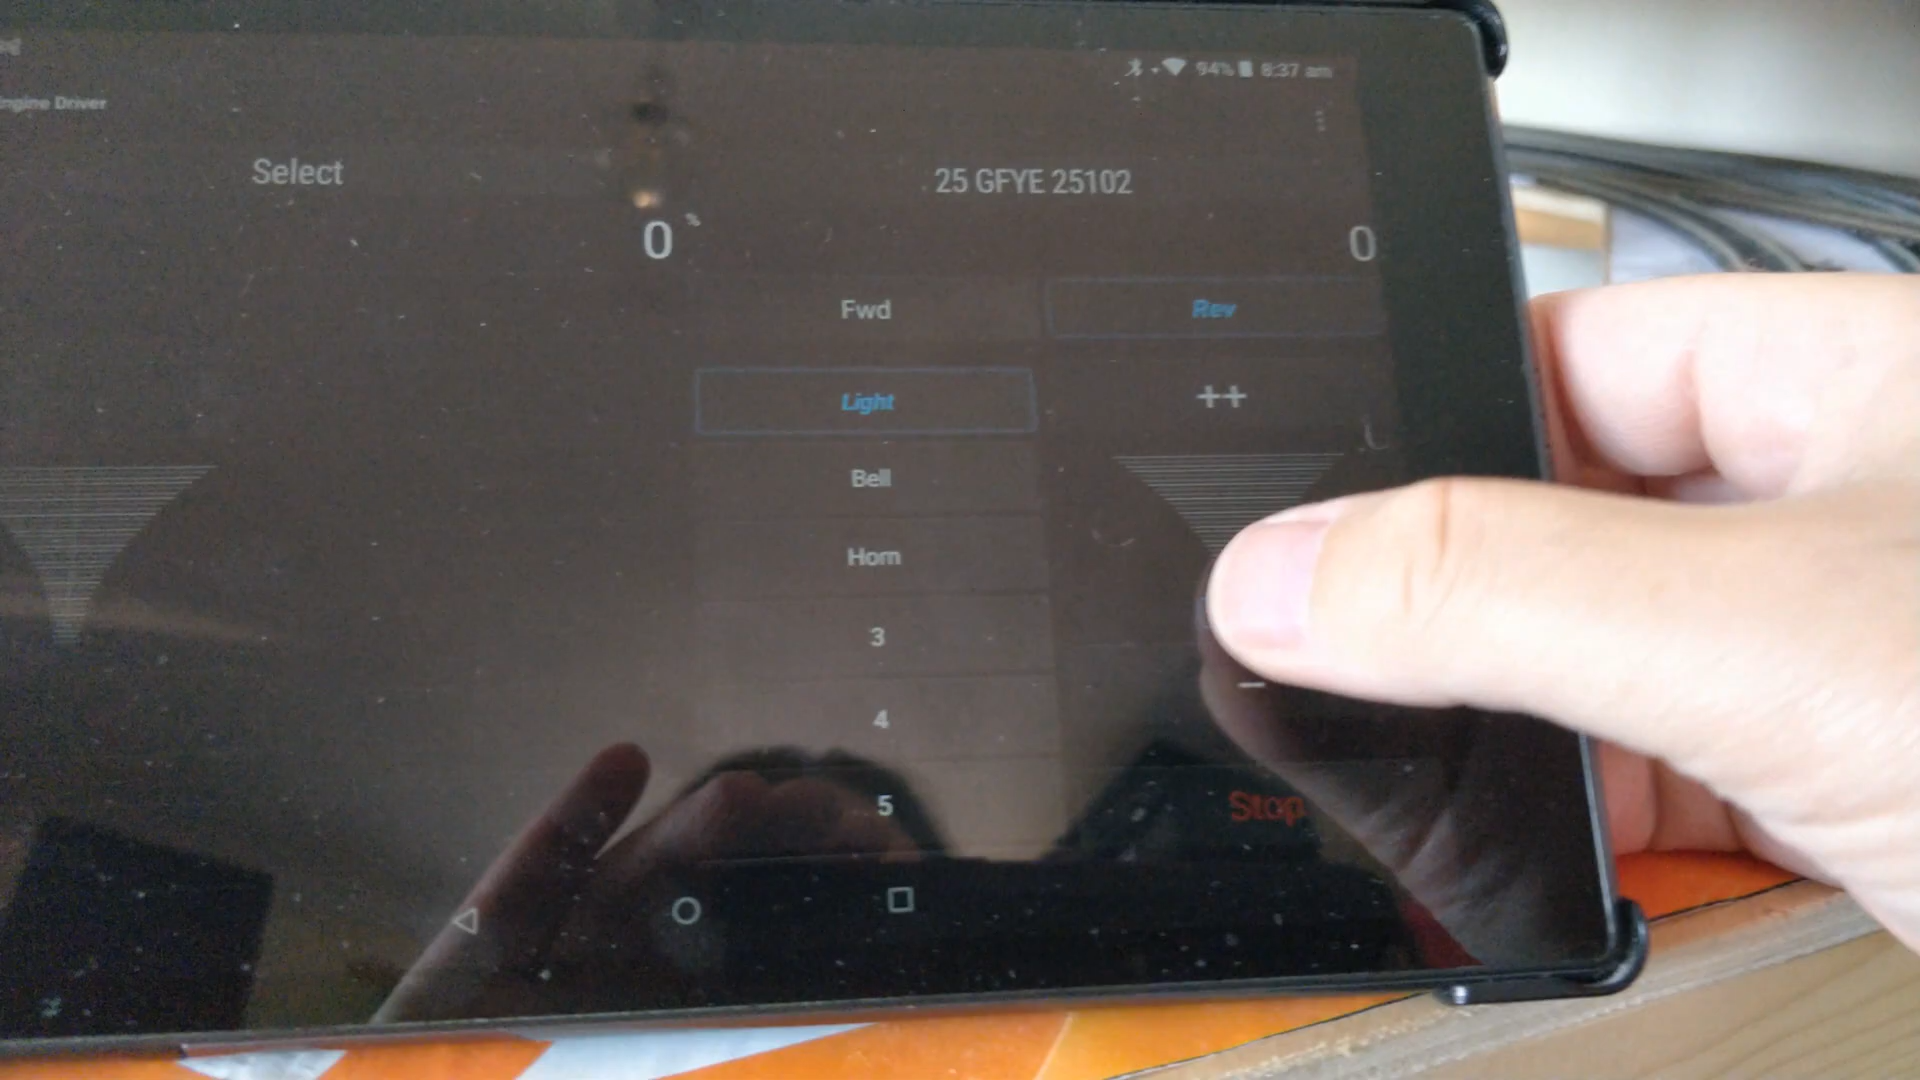 Engine Driver
94% 8:37 am
Select
25 GFYE 25102
0 %
0
Fwd
Rev
Light
++
Bell
Horn
3
4
–
5
Stop